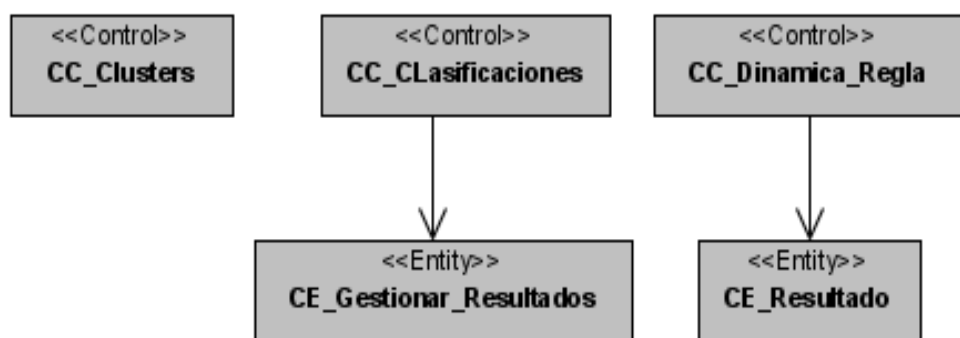 <<Control>>
CC_Clusters
<<Control>>
CC_CLasificaciones
<<Control>>
CC_Dinamica_Regla
<<Entity>>
CE_Gestionar_Resultados
<<Entity>>
CE_Resultado